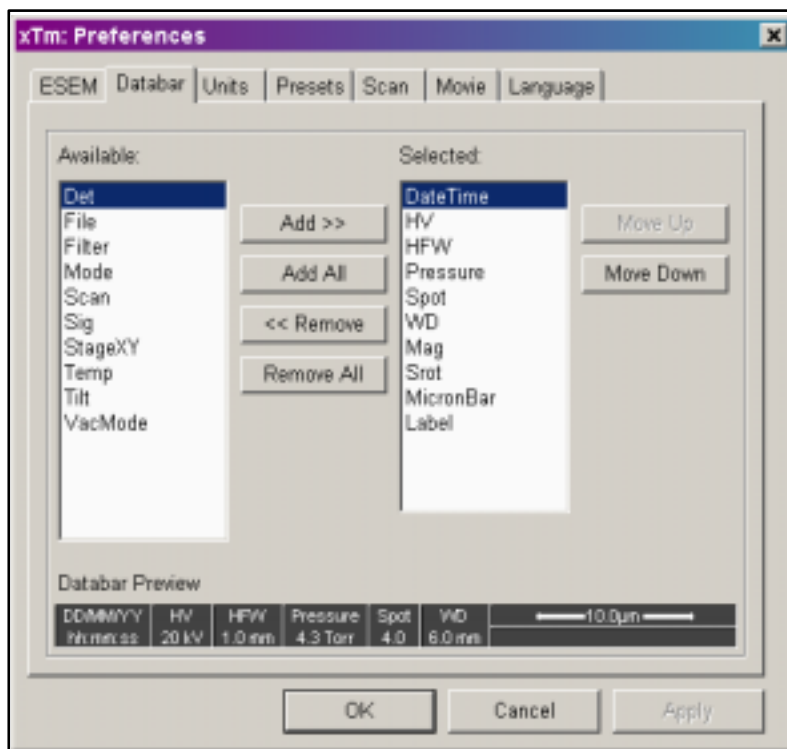 xTm: Preferences
ESEM Databar Units Presets Scan Movie Language
Available:
Det
File
Filter
Mode
Scan
Sig
StageXY
Temp
Tilt
VacMode
Add >>
Add All
<< Remove
Remove All
Selected:
DateTime
HV
HFW
Pressure
Spot
WD
Mag
Srot
MicronBar
Label
Move Up
Move Down
Databar Preview
DD/MM/YY HV HFW Pressure Spot WD 10.0µm
hh:mm:ss 20 kV 1.0 mm 4.3 Torr 4.0 6.0 mm
OK Cancel Apply